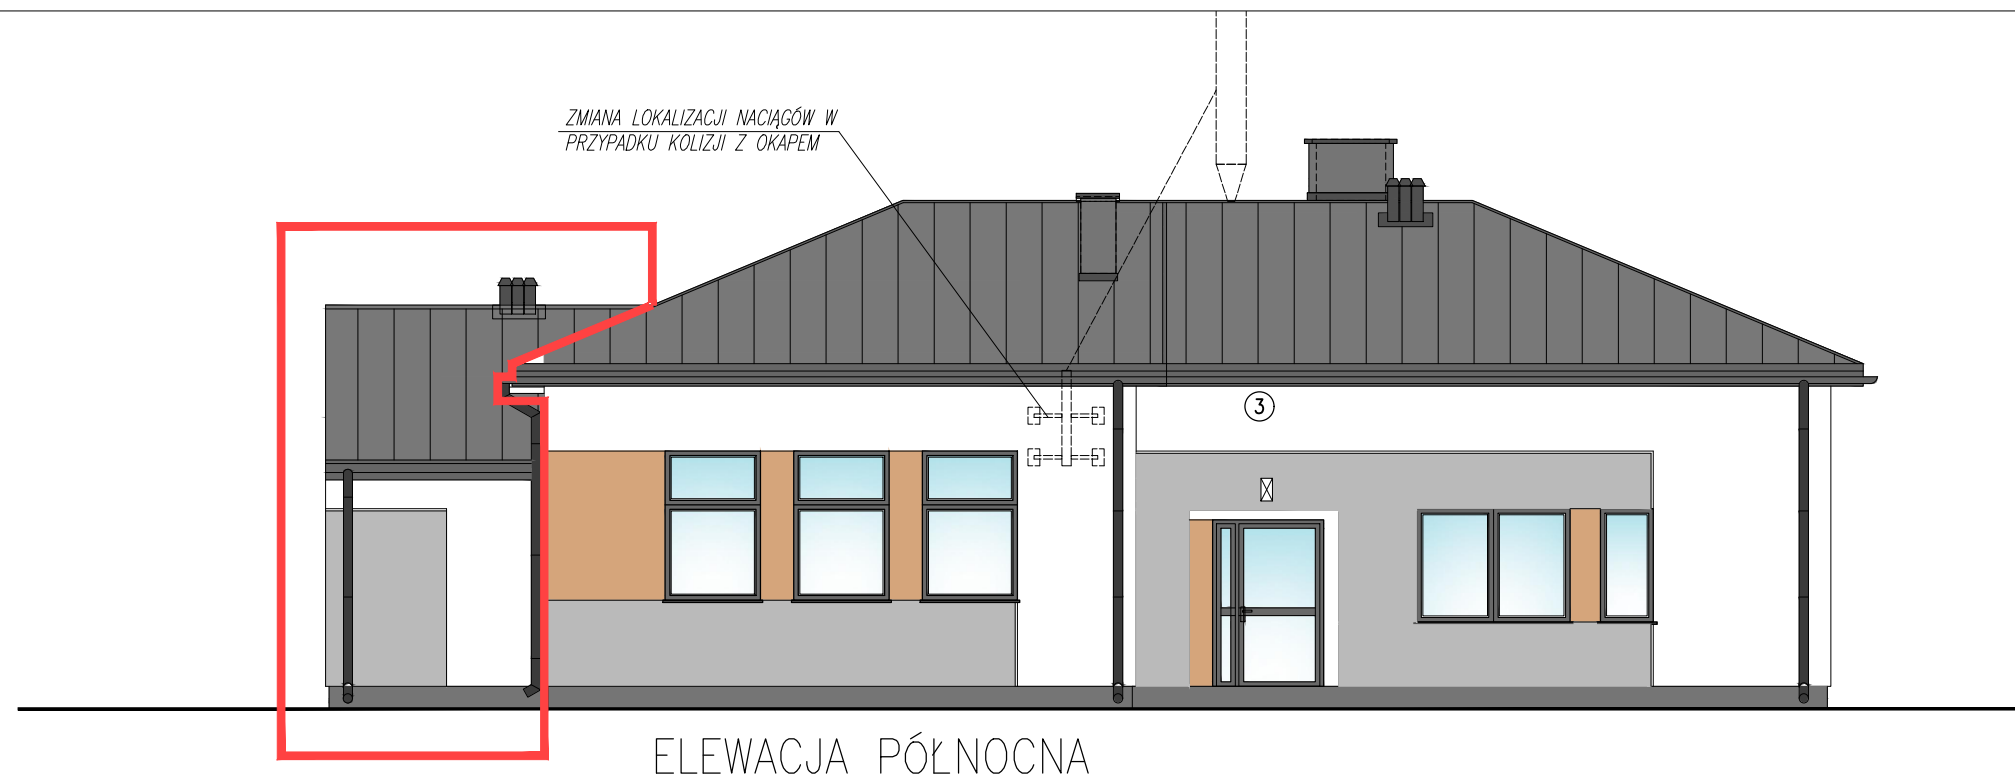 ZMIANA LOKALIZACJI NACIĄGÓW W
PRZYPADKU KOLIZJI Z OKAPEM
3
ELEWACJA PÓŁNOCNA